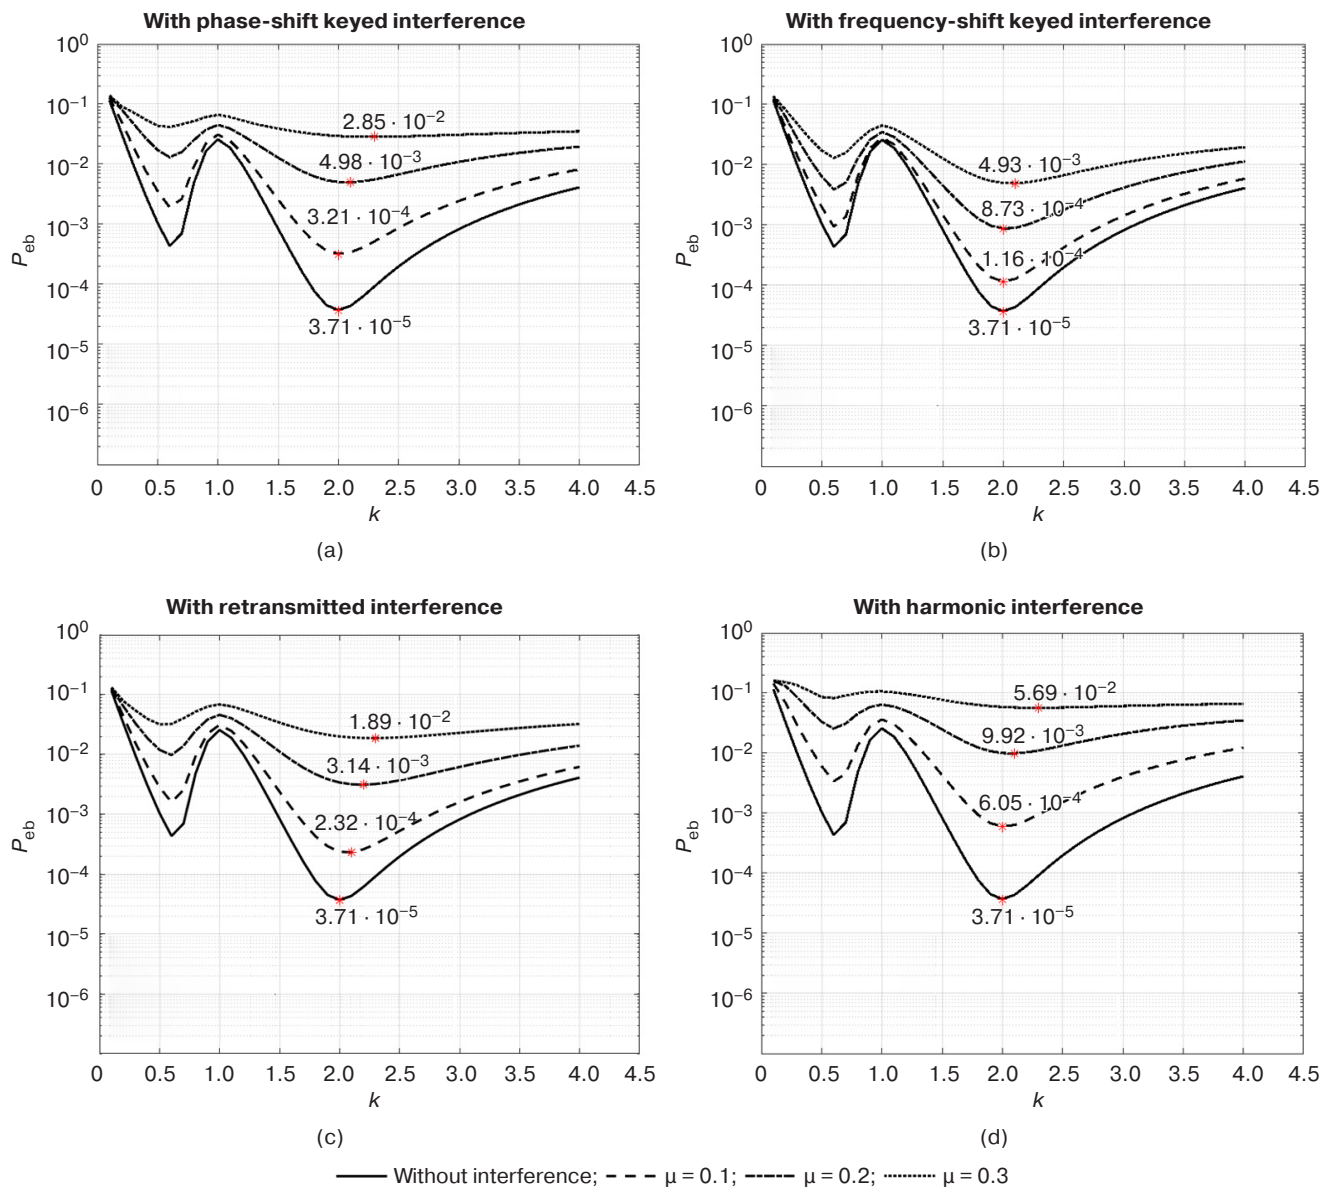 With phase-shift keyed interference
10⁰
10⁻¹
10⁻²
10⁻³
10⁻⁴
10⁻⁵
10⁻⁶
P_eb
2.85 · 10⁻²
4.98 · 10⁻³
3.21 · 10⁻⁴
3.71 · 10⁻⁵
0 0.5 1.0 1.5 2.0 2.5 3.0 3.5 4.0 4.5
k
(a)
With frequency-shift keyed interference
10⁰
10⁻¹
10⁻²
10⁻³
10⁻⁴
10⁻⁵
10⁻⁶
P_eb
4.93 · 10⁻³
8.73 · 10⁻⁴
1.16 · 10⁻⁴
3.71 · 10⁻⁵
0 0.5 1.0 1.5 2.0 2.5 3.0 3.5 4.0 4.5
k
(b)
With retransmitted interference
10⁰
10⁻¹
10⁻²
10⁻³
10⁻⁴
10⁻⁵
10⁻⁶
P_eb
1.89 · 10⁻²
3.14 · 10⁻³
2.32 · 10⁻⁴
3.71 · 10⁻⁵
0 0.5 1.0 1.5 2.0 2.5 3.0 3.5 4.0 4.5
k
(c)
With harmonic interference
10⁰
10⁻¹
10⁻²
10⁻³
10⁻⁴
10⁻⁵
10⁻⁶
P_eb
5.69 · 10⁻²
9.92 · 10⁻³
6.05 · 10⁻⁴
3.71 · 10⁻⁵
0 0.5 1.0 1.5 2.0 2.5 3.0 3.5 4.0 4.5
k
(d)
Without interference; μ = 0.1; μ = 0.2; μ = 0.3